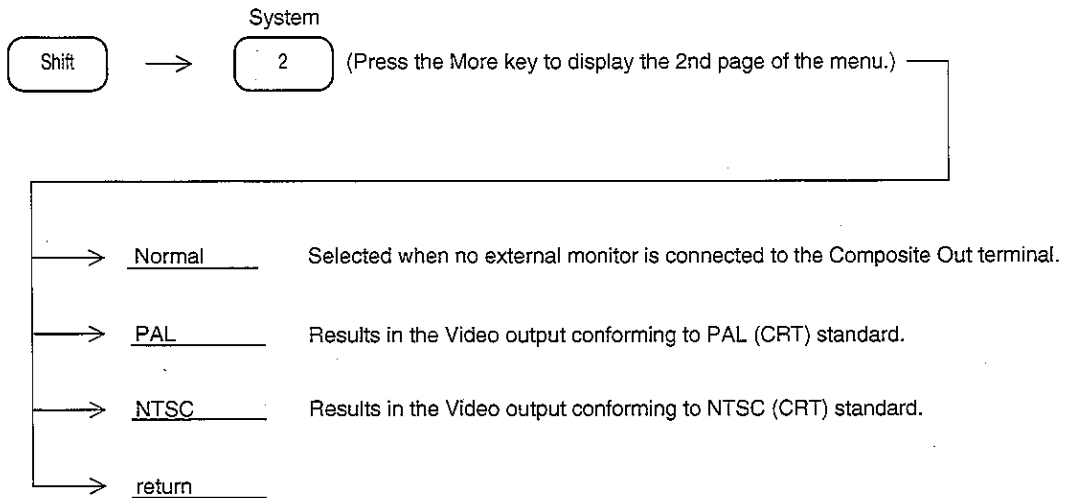 System
Shift 2 (Press the More key to display the 2nd page of the menu.)
Normal Selected when no external monitor is connected to the Composite Out terminal.
PAL Results in the Video output conforming to PAL (CRT) standard.
NTSC Results in the Video output conforming to NTSC (CRT) standard.
return